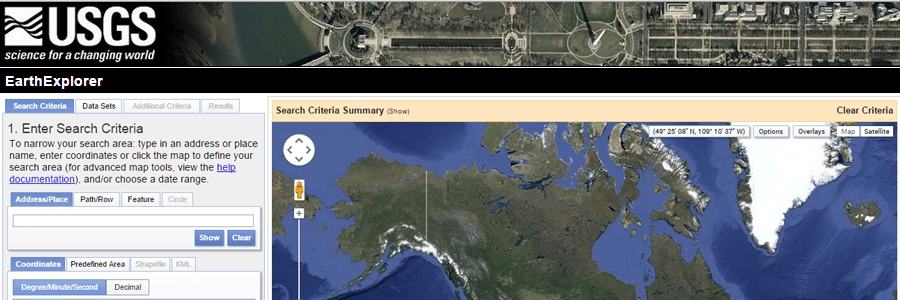 USGS
science for a changing world
EarthExplorer
Search Criteria
Data Sets
Additional Criteria
Results
1. Enter Search Criteria
To narrow your search area: type in an address or place
name, enter coordinates or click the map to define your
search area (for advanced map tools, view the help
documentation), and/or choose a date range.
Address/Place
Path/Row
Feature
Circle
Show
Clear
Coordinates
Predefined Area
Shapefile
KML
Degree/Minute/Second
Decimal
Search Criteria Summary (Show)
Clear Criteria
(49° 25' 08" N, 109° 10' 37" W)
Options
Overlays
Map
Satellite